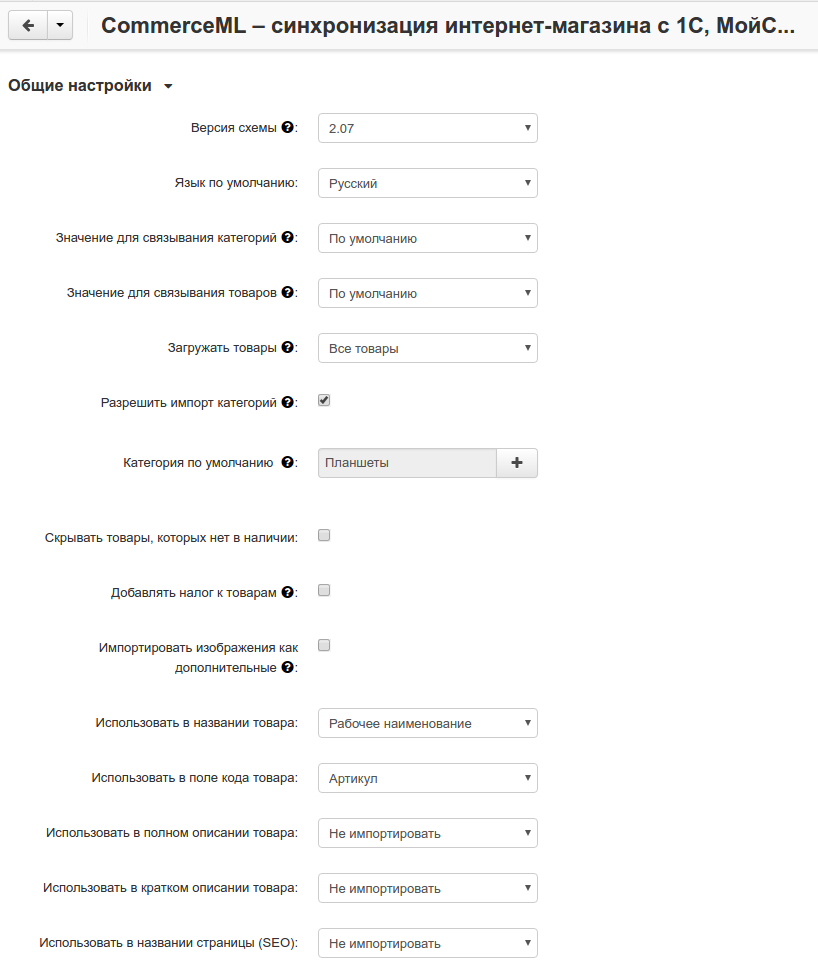 CommerceML – синхронизация интернет-магазина с 1С, МойС...
Общие настройки
Версия схемы ?: 2.07
Язык по умолчанию: Русский
Значение для связывания категорий ?: По умолчанию
Значение для связывания товаров ?: По умолчанию
Загружать товары ?: Все товары
Разрешить импорт категорий ?:
Категория по умолчанию ?: Планшеты +
Скрывать товары, которых нет в наличии:
Добавлять налог к товарам ?:
Импортировать изображения как
дополнительные ?:
Использовать в названии товара: Рабочее наименование
Использовать в поле кода товара: Артикул
Использовать в полном описании товара: Не импортировать
Использовать в кратком описании товара: Не импортировать
Использовать в названии страницы (SEO): Не импортировать